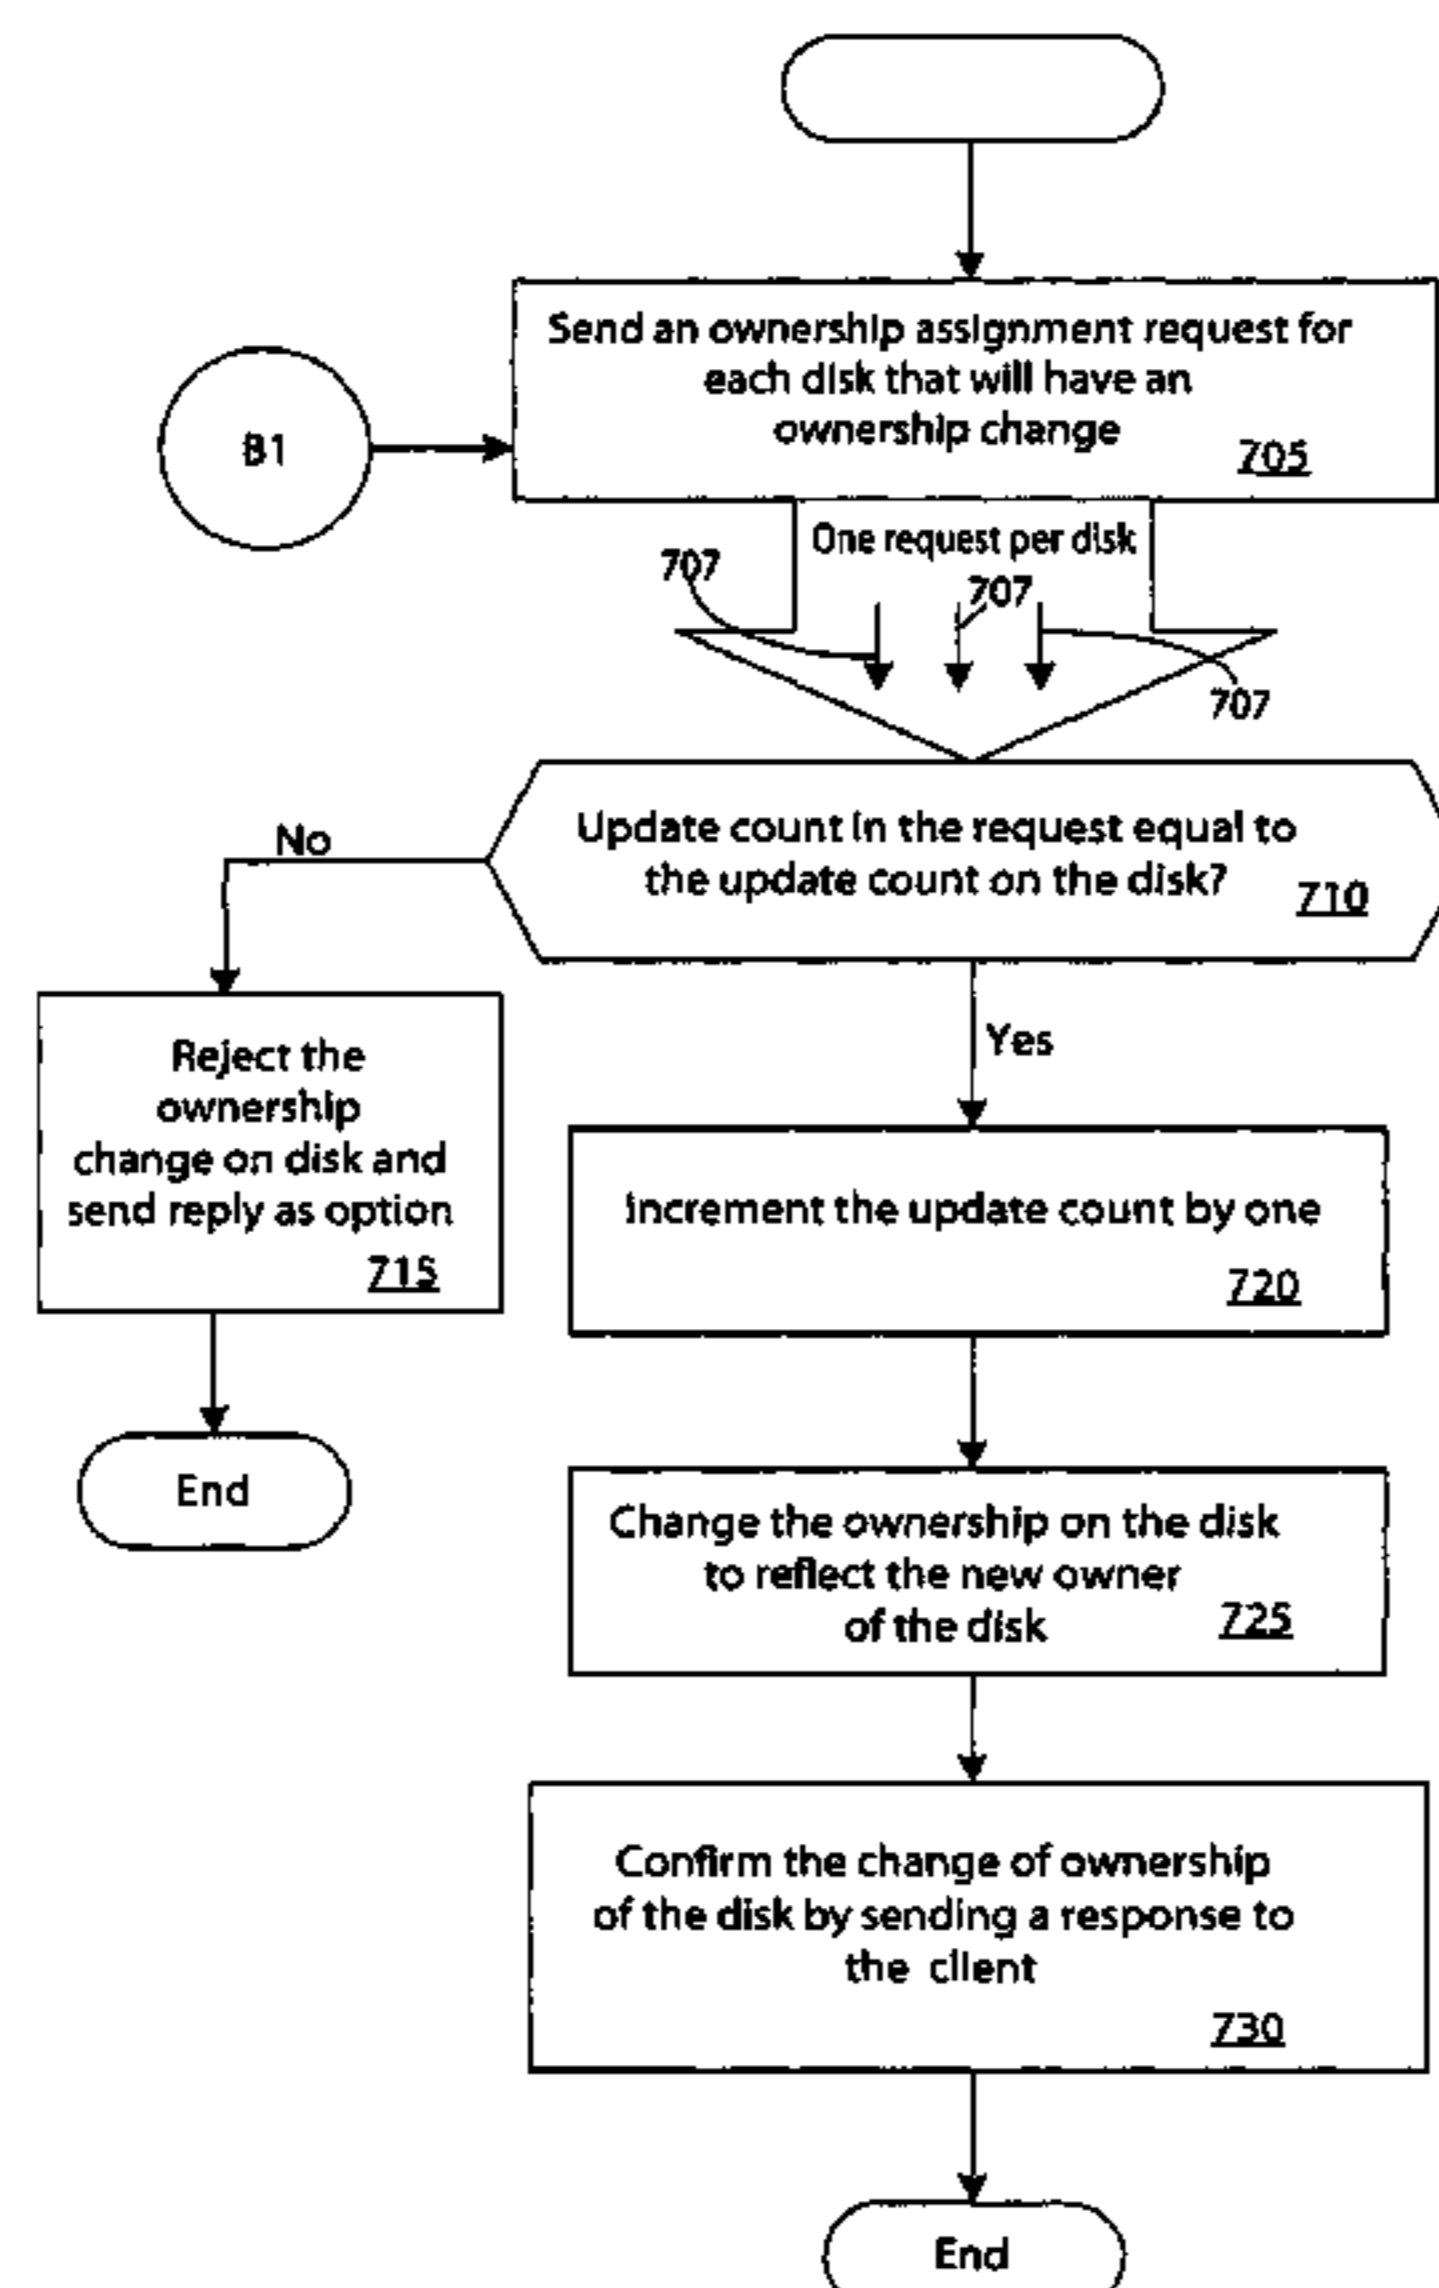 Send an ownership assignment request for
each disk that will have an
ownership change
705
B1
One request per disk
707
707
707
Update count in the request equal to
the update count on the disk?
710
No
Yes
Reject the
ownership
change on disk and
send reply as option
715
Increment the update count by one
720
End
Change the ownership on the disk
to reflect the new owner
of the disk
725
Confirm the change of ownership
of the disk by sending a response to
the client
730
End